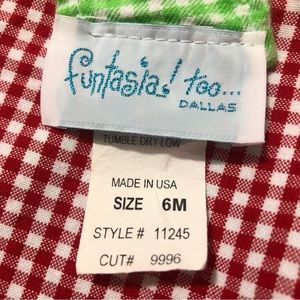 funtasia! too...
DALLAS
TUMBLE DRY LOW
MADE IN USA
SIZE 6M
STYLE # 11245
CUT# 9996